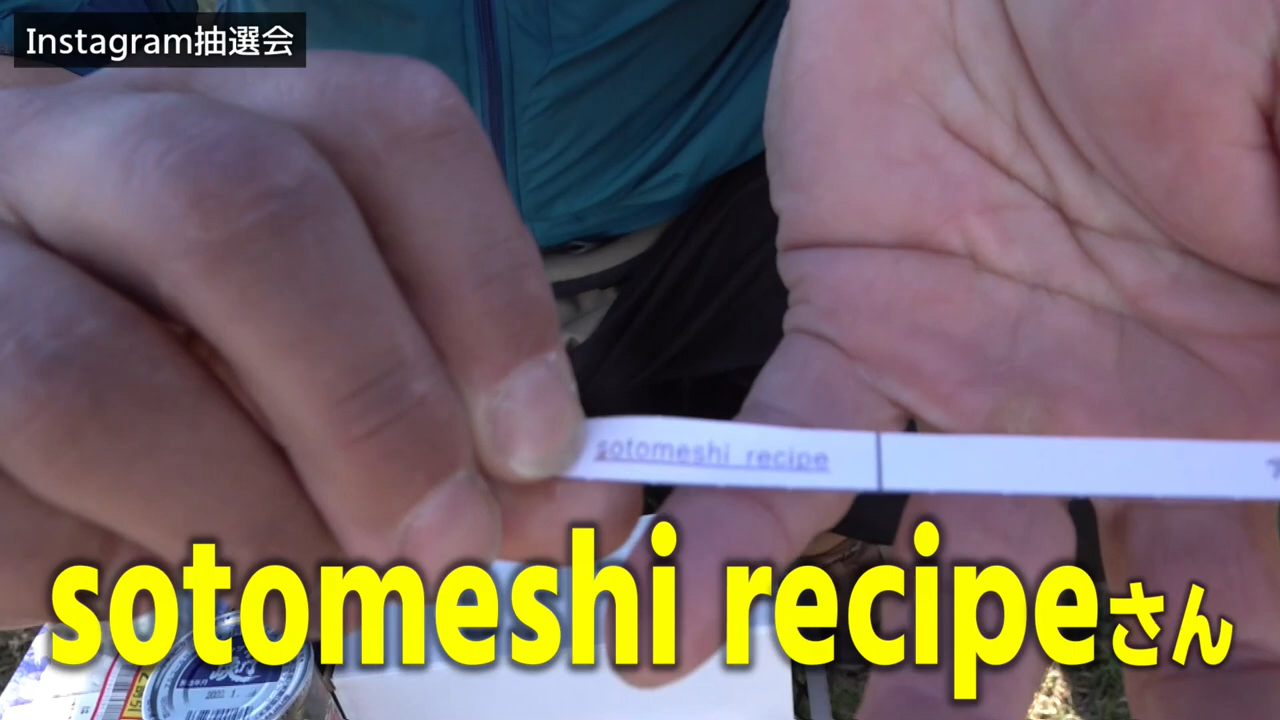 Instagram抽選会
sotomeshi recipe
sotomeshi recipeさん